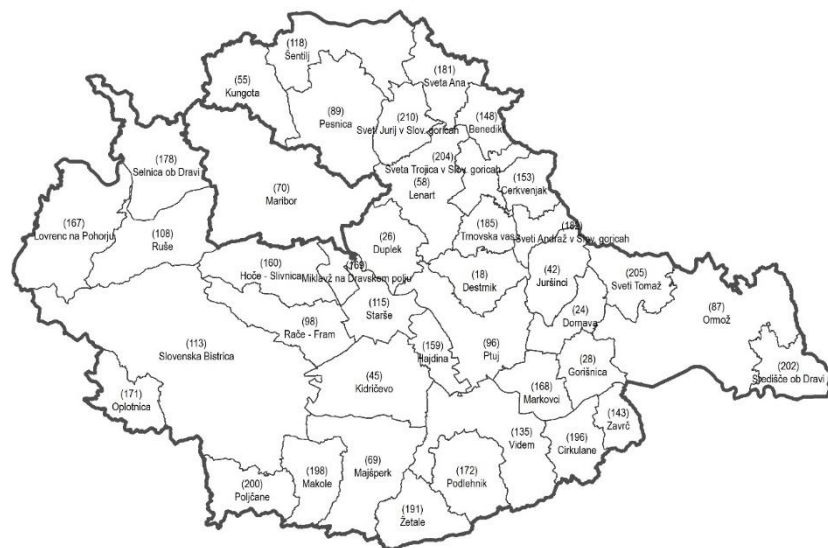 (118)
Šentilj
(55)
Kungota
(181)
Sveta Ana
(89)
Pesnica
(210)
Sveti Jurij v Slov. goricah
(148)
Benedikt
(204)
Sveta Trojica v Slov. goricah
(58)
Lenart
(153)
Cerkvenjak
(178)
Selnica ob Dravi
(70)
Maribor
(167)
Lovrenc na Pohorju
(108)
Ruše
(26)
Duplek
(185)
Trnovska vas
(182)
Sveti Andraž v Slov. goricah
(160)
Hoče - Slivnica
(169)
Miklavž na Dravskem polju
(18)
Destrnik
(42)
Juršinci
(205)
Sveti Tomaž
(87)
Ormož
(115)
Starše
(24)
Dornava
(98)
Rače - Fram
(113)
Slovenska Bistrica
(159)
Hajdina
(96)
Ptuj
(28)
Gorišnica
(202)
Središče ob Dravi
(45)
Kidričevo
(168)
Markovci
(171)
Oplotnica
(143)
Zavrč
(135)
Videm
(196)
Cirkulane
(69)
Majšperk
(198)
Makole
(172)
Podlehnik
(200)
Poljčane
(191)
Žetale